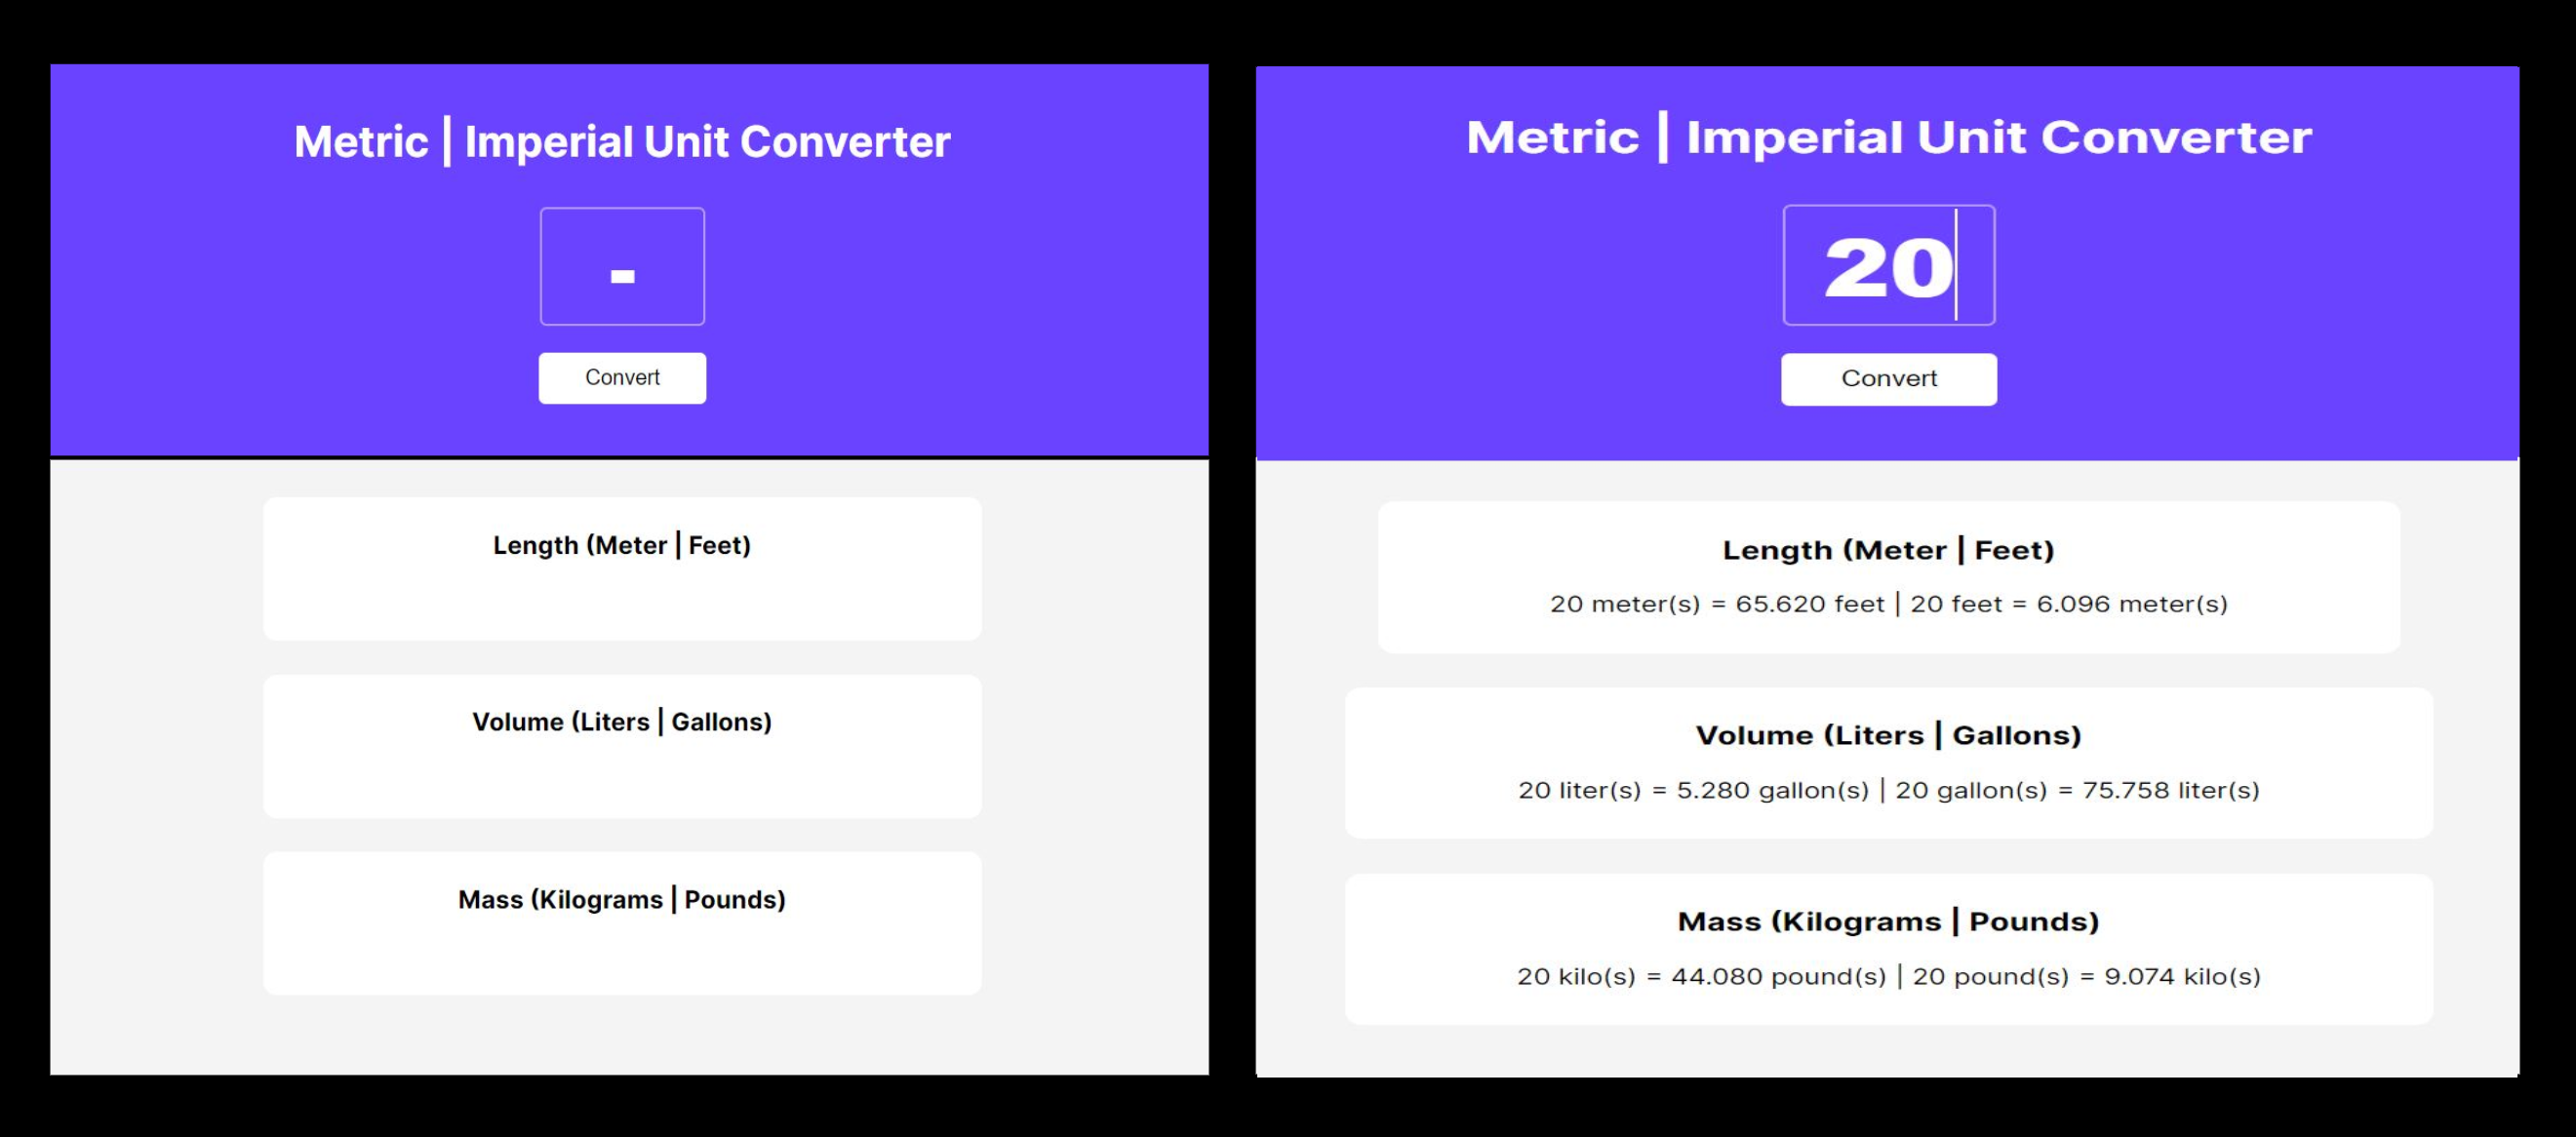 Metric | Imperial Unit Converter
-
Convert
Length (Meter | Feet)
Volume (Liters | Gallons)
Mass (Kilograms | Pounds)
Metric | Imperial Unit Converter
20
Convert
Length (Meter | Feet)
20 meter(s) = 65.620 feet | 20 feet = 6.096 meter(s)
Volume (Liters | Gallons)
20 liter(s) = 5.280 gallon(s) | 20 gallon(s) = 75.758 liter(s)
Mass (Kilograms | Pounds)
20 kilo(s) = 44.080 pound(s) | 20 pound(s) = 9.074 kilo(s)